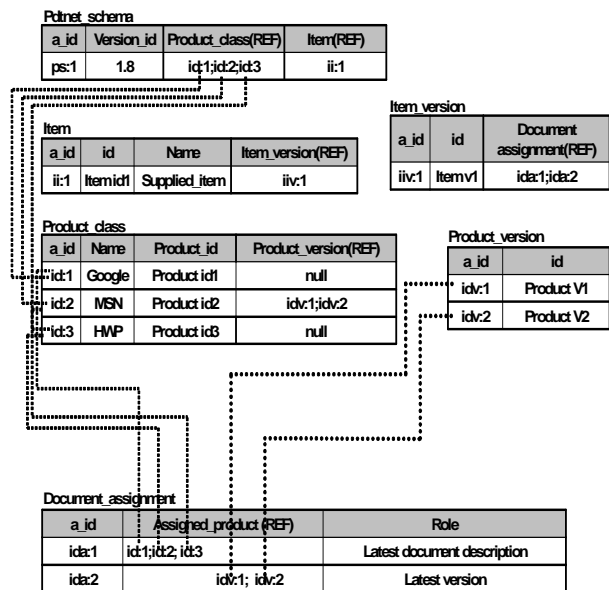 Pdtnet_schema
a_id Version_id Product_class(REF) Item(REF)
ps:1 1.8 id:1;id:2;id:3 ii:1
Item_version
a_id id Document assignment(REF)
iiv:1 Itemv1 ida:1;ida:2
Item
a_id id Name Item_version(REF)
ii:1 Itemid1 Supplied_item iiv:1
Product_class
a_id Name Product_id Product_version(REF)
id:1 Google Product id1 null
id:2 MSN Product id2 idv:1;idv:2
id:3 HWP Product id3 null
Product_version
a_id id
idv:1 Product V1
idv:2 Product V2
Document_assignment
a_id Assigned_product (REF) Role
ida:1 id:1;id:2; id:3 Latest document description
ida:2 idv:1; idv:2 Latest version